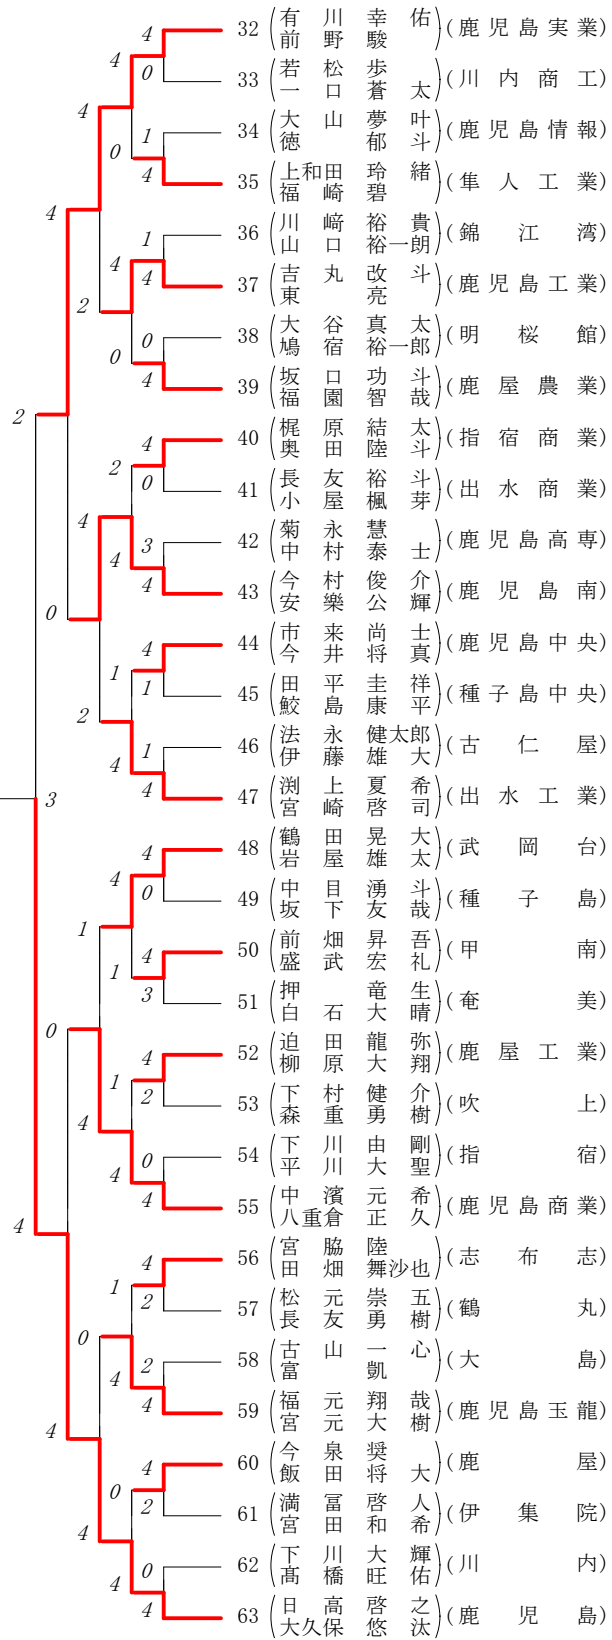 4 32 有川幸佑 前野駿 (鹿児島実業)
0 33 若松歩 一口蒼太 (川内商工)
4
1 34 大山夢叶 徳郁斗 (鹿児島情報)
0
4 35 上和田玲緒 福崎碧 (隼人工業)
4
1 36 川﨑裕貴 山口裕一朗 (錦江湾)
4
4 37 吉丸改斗 東亮 (鹿児島工業)
2
0 38 大谷真太 鳩宿裕一郎 (明桜館)
0
4 39 坂口功斗 福園智哉 (鹿屋農業)
2
4 40 梶原結太 奥田陸斗 (指宿商業)
2
0 41 長友裕斗 小屋楓芽 (出水商業)
4
3 42 菊永慧 中村泰士 (鹿児島高専)
4
4 43 今村俊介 安樂公輝 (鹿児島南)
0
4 44 市来尚士 今井将真 (鹿児島中央)
1
1 45 田平圭祥 鮫島康平 (種子島中央)
2
1 46 法永健太郎 伊藤雄大 (古仁屋)
4
4 47 渕上夏希 宮崎啓司 (出水工業)
3
4 48 鶴田晃大 岩屋雄太 (武岡台)
4
0 49 中目湧斗 坂下友哉 (種子島)
1
4 50 前畑昇吾 盛武宏礼 (甲南)
1
3 51 押竜生 白石大晴 (奄美)
0
4 52 迫田龍弥 柳原大翔 (鹿屋工業)
1
2 53 下村健介 森重勇樹 (吹上)
4
0 54 下川由剛 平川大聖 (指宿)
4
4 55 中濱元希 八重倉正久 (鹿児島商業)
4
4 56 宮脇陸 田畑舞沙也 (志布志)
1
2 57 松元崇五 長友勇樹 (鶴丸)
0
2 58 古山一心 富凱 (大島)
4
4 59 福元翔哉 宮元大樹 (鹿児島玉龍)
4
4 60 今泉奨 飯田将大 (鹿屋)
0
2 61 満冨啓人 宮田和希 (伊集院)
4
0 62 下川大輝 髙橋旺佑 (川内)
4
4 63 日高啓之 大久保悠汰 (鹿児島)